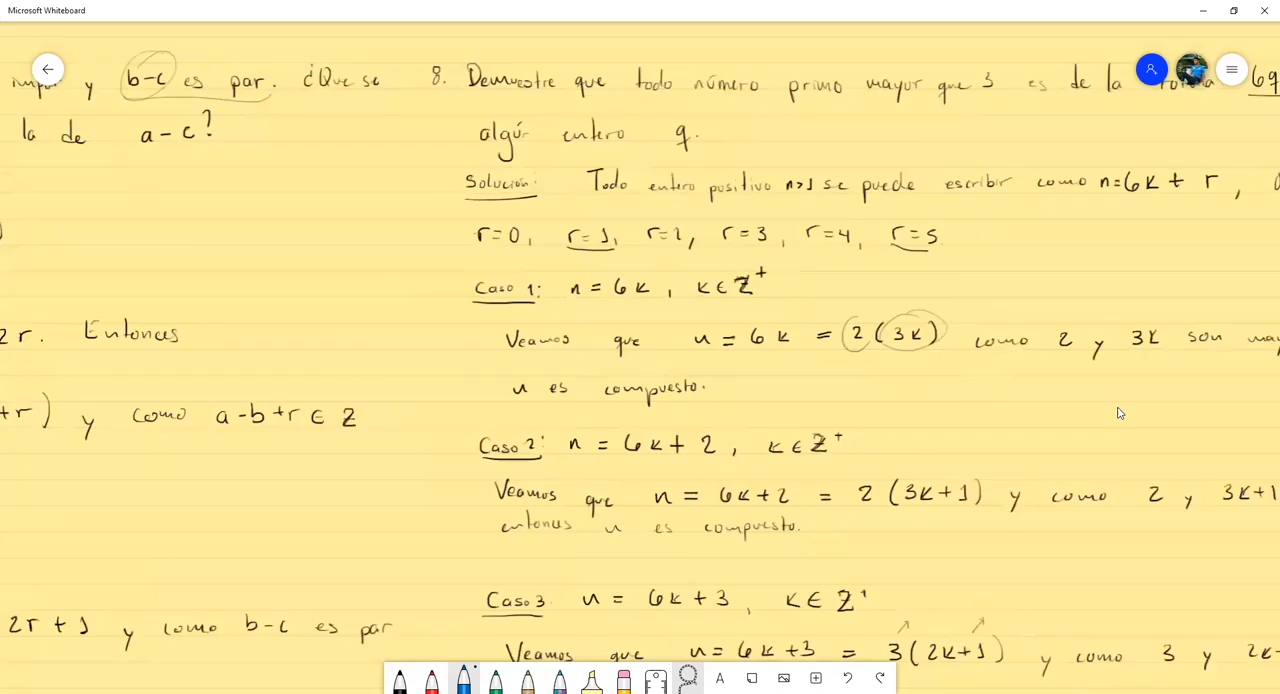 Microsoft Whiteboard
y b-c es par. ¿Que se
la de a-c?
2r. Entonces
+r) y como a-b+r ∈ Z
2r + 1 y como b-c es par
8. Demuestre que todo número primo mayor que 3 es de la forma 6q
algún entero q.
Solución: Todo entero positivo n>1 se puede escribir como n=6k + r,
r=0, r=1, r=2, r=3, r=4, r=5
Caso 1: n = 6k, k ∈ Z+
Veamos que n = 6k = 2(3k) como 2 y 3k son
n es compuesto.
Caso 2: n = 6k + 2, k ∈ Z+
Veamos que n = 6k+2 = 2(3k+1) y como 2 y 3k+1
entonces n es compuesto.
Caso 3. n = 6k+3, k ∈ Z+
Veamos que n = 6k+3 = 3(2k+1) y como 3 y
A